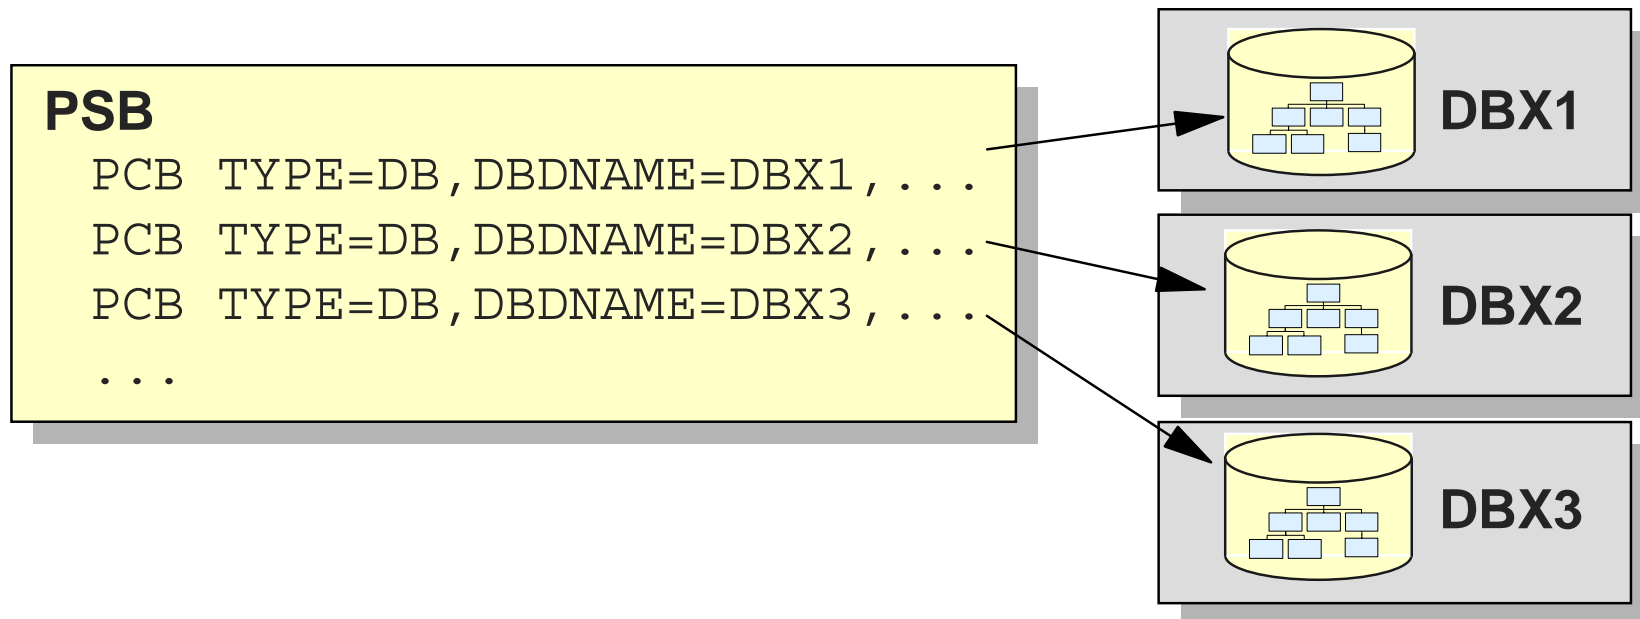 PSB
PCB TYPE=DB,DBDNAME=DBX1,...
PCB TYPE=DB,DBDNAME=DBX2,...
PCB TYPE=DB,DBDNAME=DBX3,...
...
DBX1
DBX2
DBX3